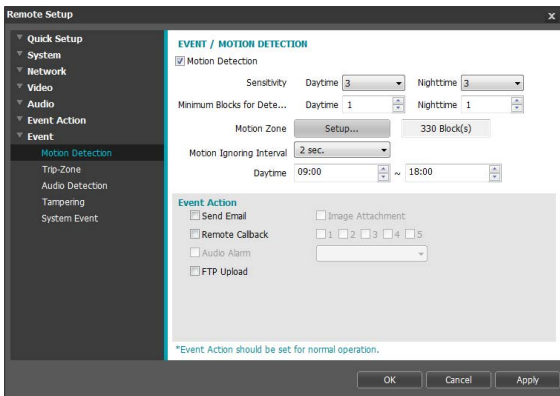 Remote Setup
x
Quick Setup
System
Network
Video
Audio
Event Action
Event
Motion Detection
Trip-Zone
Audio Detection
Tampering
System Event
EVENT / MOTION DETECTION
Motion Detection
Sensitivity Daytime 3 Nighttime 3
Minimum Blocks for Dete... Daytime 1 Nighttime 1
Motion Zone Setup... 330 Block(s)
Motion Ignoring Interval 2 sec.
Daytime 09:00 ~ 18:00
Event Action
Send Email Image Attachment
Remote Callback 1 2 3 4 5
Audio Alarm
FTP Upload
*Event Action should be set for normal operation.
OK Cancel Apply